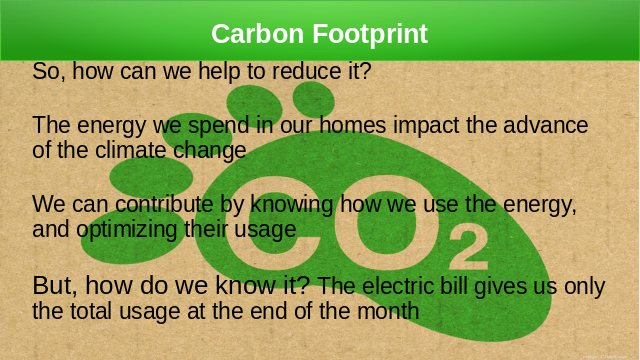 Carbon Footprint
So, how can we help to reduce it?
The energy we spend in our homes impact the advance
of the climate change
We can contribute by knowing how we use the energy,
and optimizing their usage
But, how do we know it? The electric bill gives us only
the total usage at the end of the month
CO2